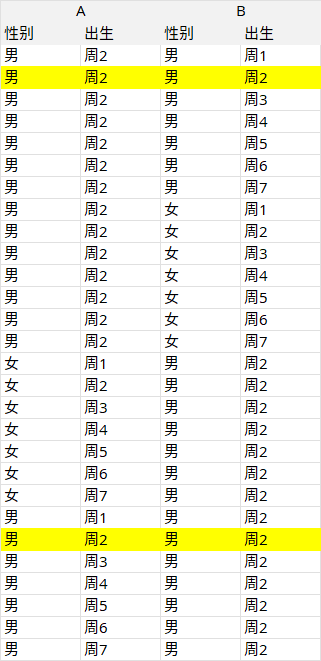 A B
性别 出生 性别 出生
男 周2 男 周1
男 周2 男 周2
男 周2 男 周3
男 周2 男 周4
男 周2 男 周5
男 周2 男 周6
男 周2 男 周7
男 周2 女 周1
男 周2 女 周2
男 周2 女 周3
男 周2 女 周4
男 周2 女 周5
男 周2 女 周6
男 周2 女 周7
女 周1 男 周2
女 周2 男 周2
女 周3 男 周2
女 周4 男 周2
女 周5 男 周2
女 周6 男 周2
女 周7 男 周2
男 周1 男 周2
男 周2 男 周2
男 周3 男 周2
男 周4 男 周2
男 周5 男 周2
男 周6 男 周2
男 周7 男 周2